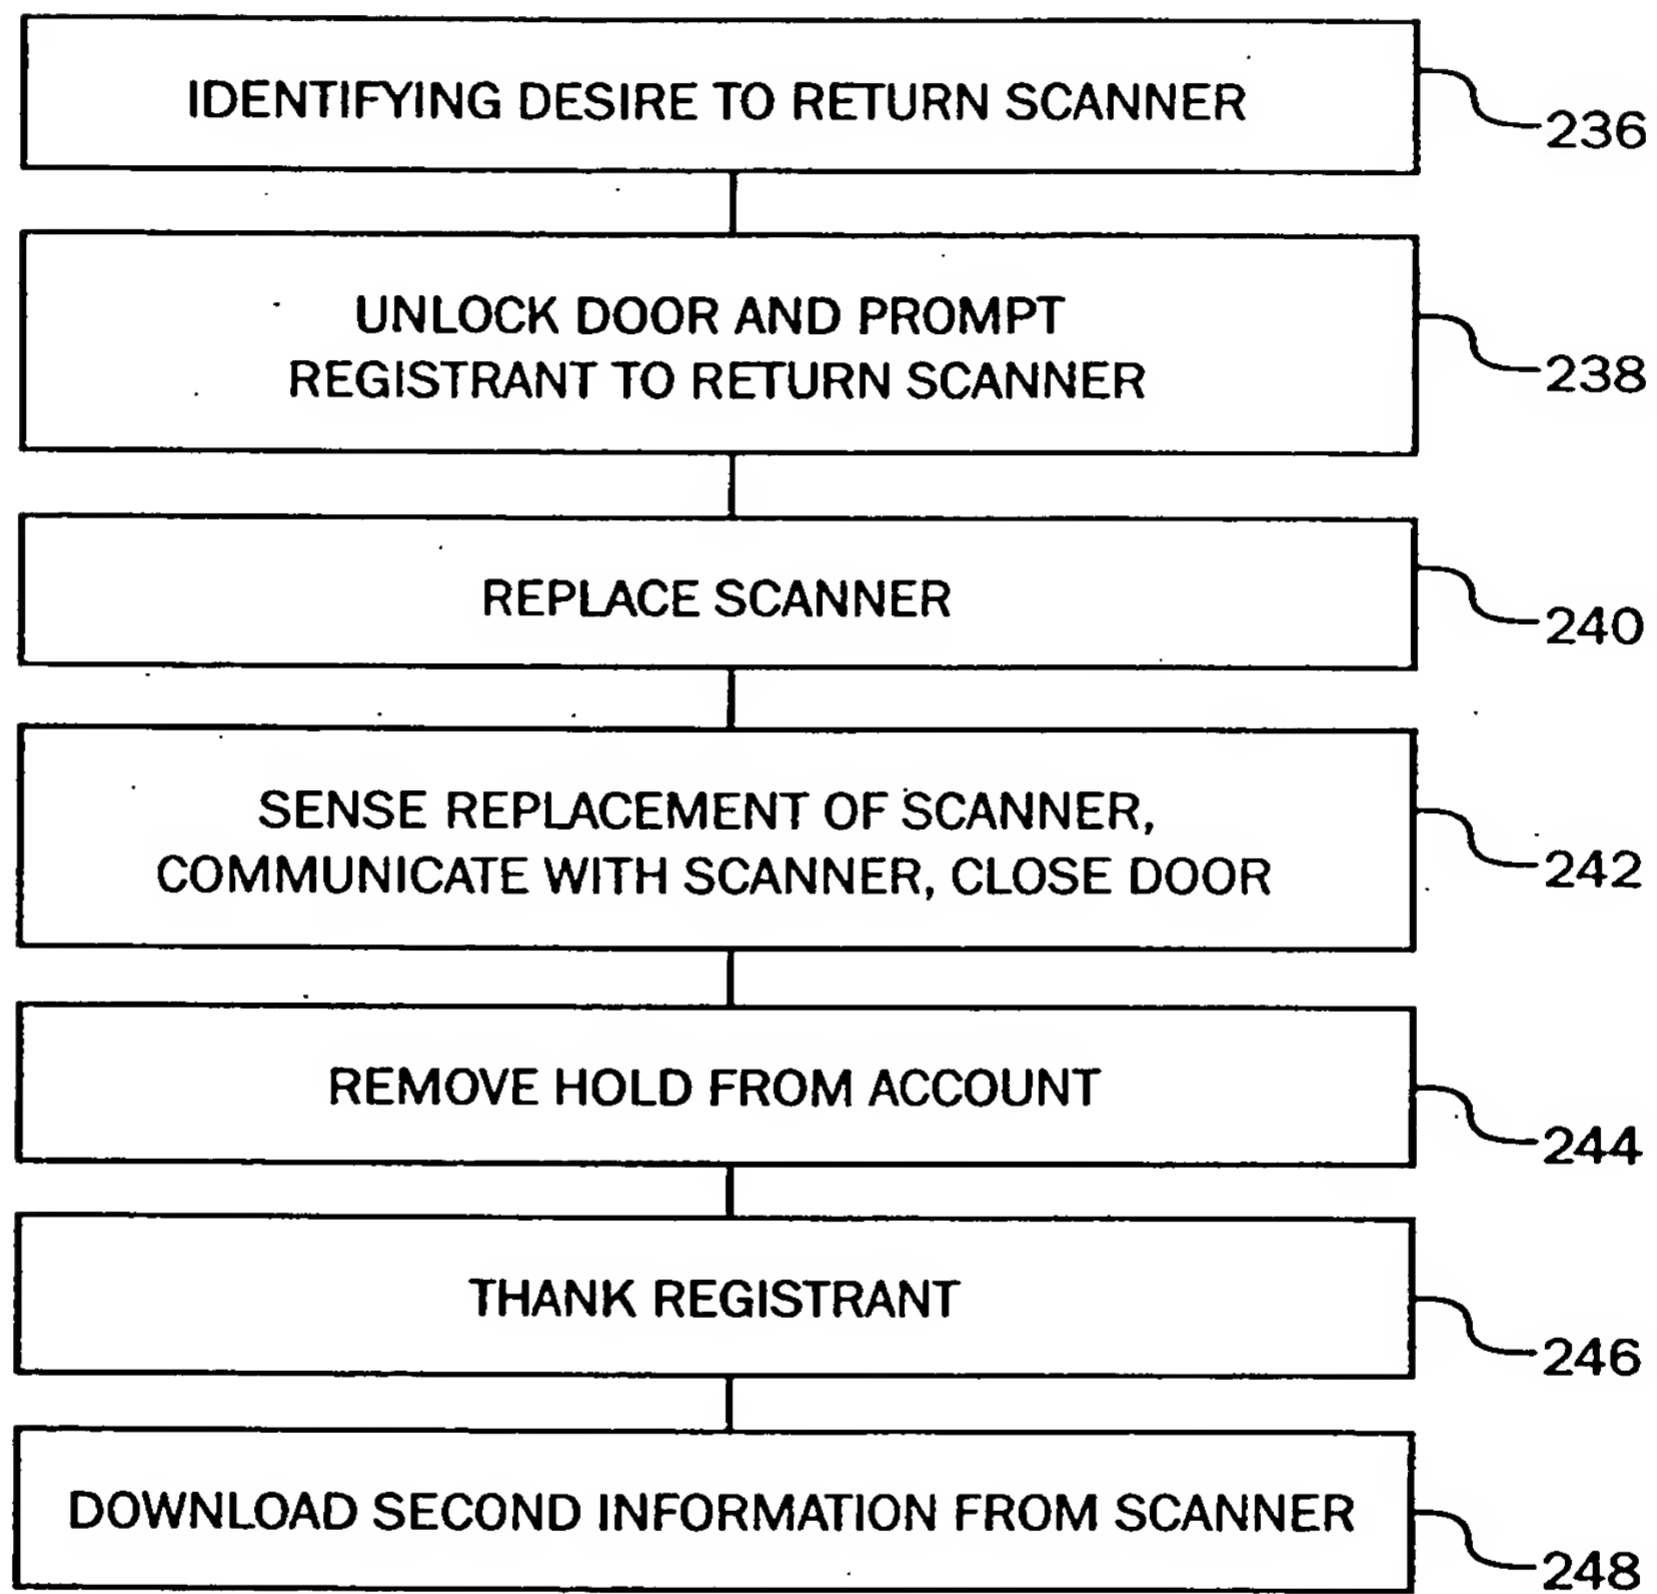 IDENTIFYING DESIRE TO RETURN SCANNER
236
UNLOCK DOOR AND PROMPT
REGISTRANT TO RETURN SCANNER
238
REPLACE SCANNER
240
SENSE REPLACEMENT OF SCANNER,
COMMUNICATE WITH SCANNER, CLOSE DOOR
242
REMOVE HOLD FROM ACCOUNT
244
THANK REGISTRANT
246
DOWNLOAD SECOND INFORMATION FROM SCANNER
248